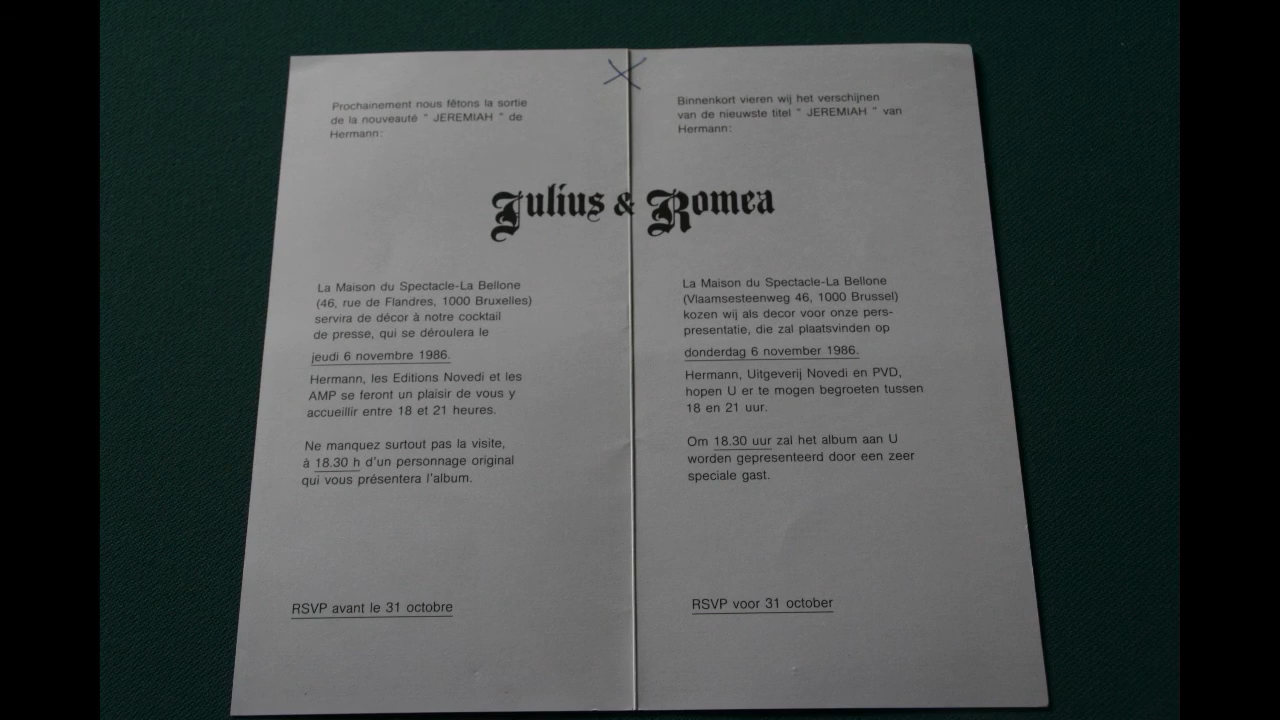 Prochainement nous fêtons la sortie
de la nouveauté " JEREMIAH " de
Hermann:
Binnenkort vieren wij het verschijnen
van de nieuwste titel " JEREMIAH " van
Hermann:
Julius & Romea
La Maison du Spectacle-La Bellone
(46, rue de Flandres, 1000 Bruxelles)
servira de décor à notre cocktail
de presse, qui se déroulera le
jeudi 6 novembre 1986.
Hermann, les Editions Novedi et les
AMP se feront un plaisir de vous y
accueillir entre 18 et 21 heures.
Ne manquez surtout pas la visite,
à 18.30 h d'un personnage original
qui vous présentera l'album.
RSVP avant le 31 octobre
La Maison du Spectacle-La Bellone
(Vlaamsesteenweg 46, 1000 Brussel)
kozen wij als decor voor onze pers-
presentatie, die zal plaatsvinden op
donderdag 6 november 1986.
Hermann, Uitgeverij Novedi en PVD,
hopen U er te mogen begroeten tussen
18 en 21 uur.
Om 18.30 uur zal het album aan U
worden gepresenteerd door een zeer
speciale gast.
RSVP voor 31 october